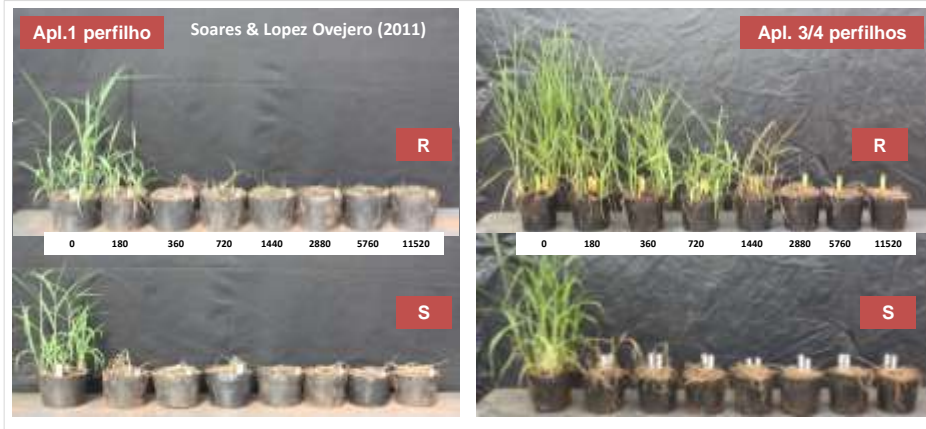 Apl.1 perfilho
Soares & Lopez Ovejero (2011)
R
0 180 360 720 1440 2880 5760 11520
S
Apl. 3/4 perfilhos
R
0 180 360 720 1440 2880 5760 11520
S